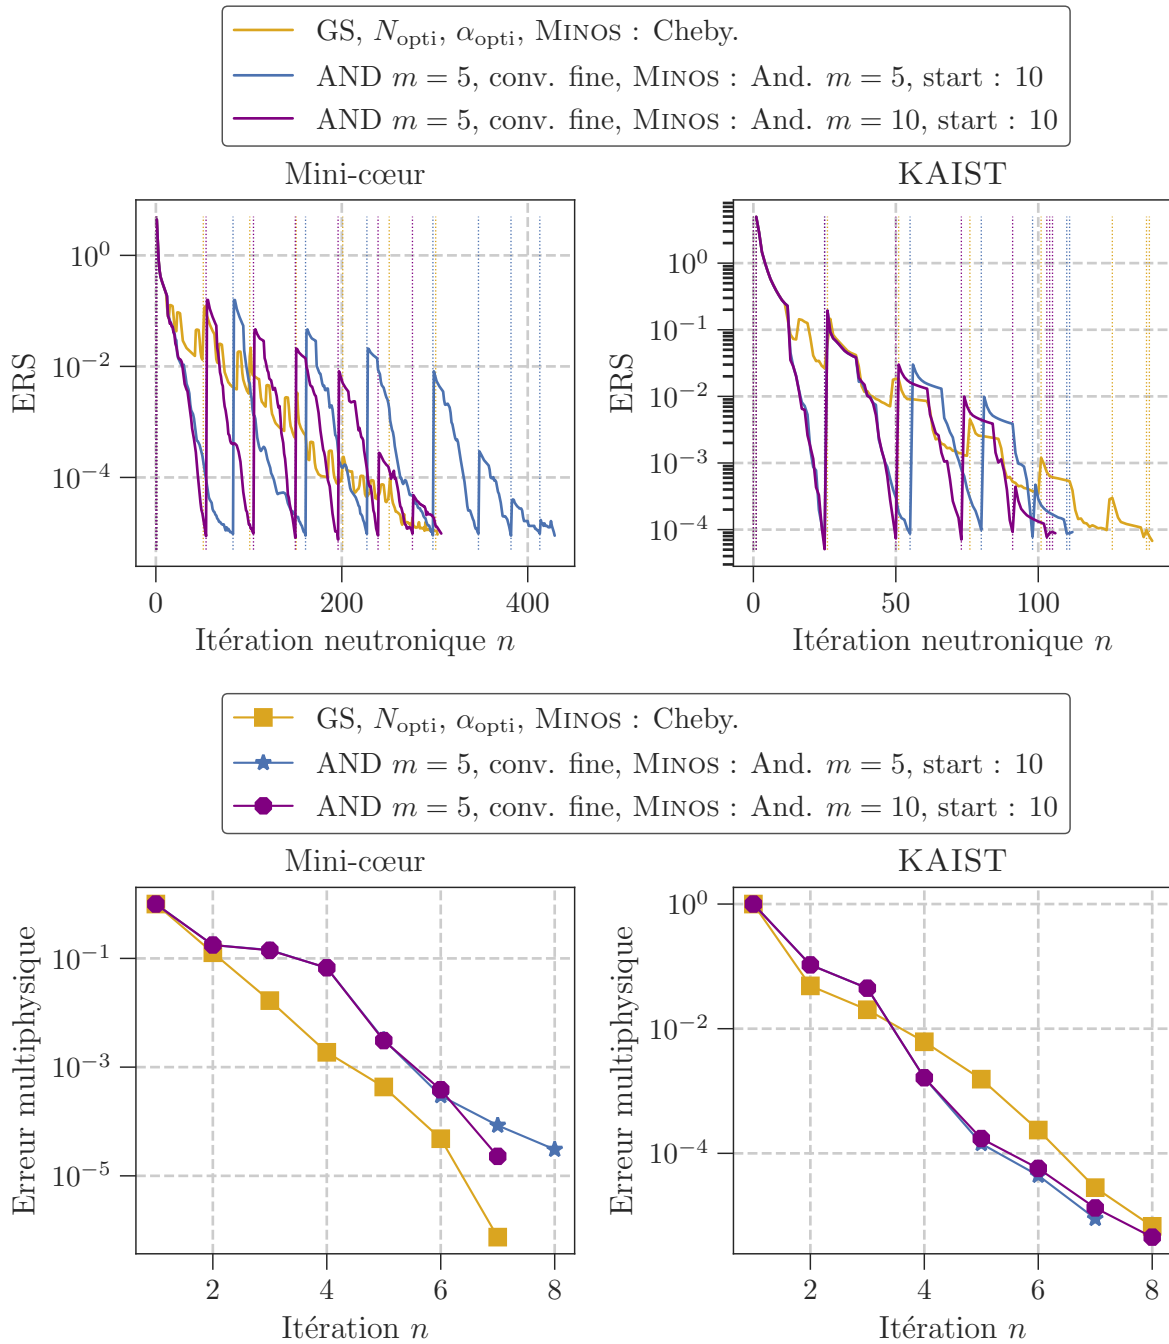 GS, N_opti, α_opti, MINOS : Cheby.
AND m = 5, conv. fine, MINOS : And. m = 5, start : 10
AND m = 5, conv. fine, MINOS : And. m = 10, start : 10
Mini-cœur
KAIST
ERS
10^0
10^−2
10^−4
0 200 400
Itération neutronique n
ERS
10^0
10^−1
10^−2
10^−3
10^−4
0 50 100
Itération neutronique n
GS, N_opti, α_opti, MINOS : Cheby.
AND m = 5, conv. fine, MINOS : And. m = 5, start : 10
AND m = 5, conv. fine, MINOS : And. m = 10, start : 10
Mini-cœur
KAIST
Erreur multiphysique
10^−1
10^−3
10^−5
2 4 6 8
Itération n
Erreur multiphysique
10^0
10^−2
10^−4
2 4 6 8
Itération n